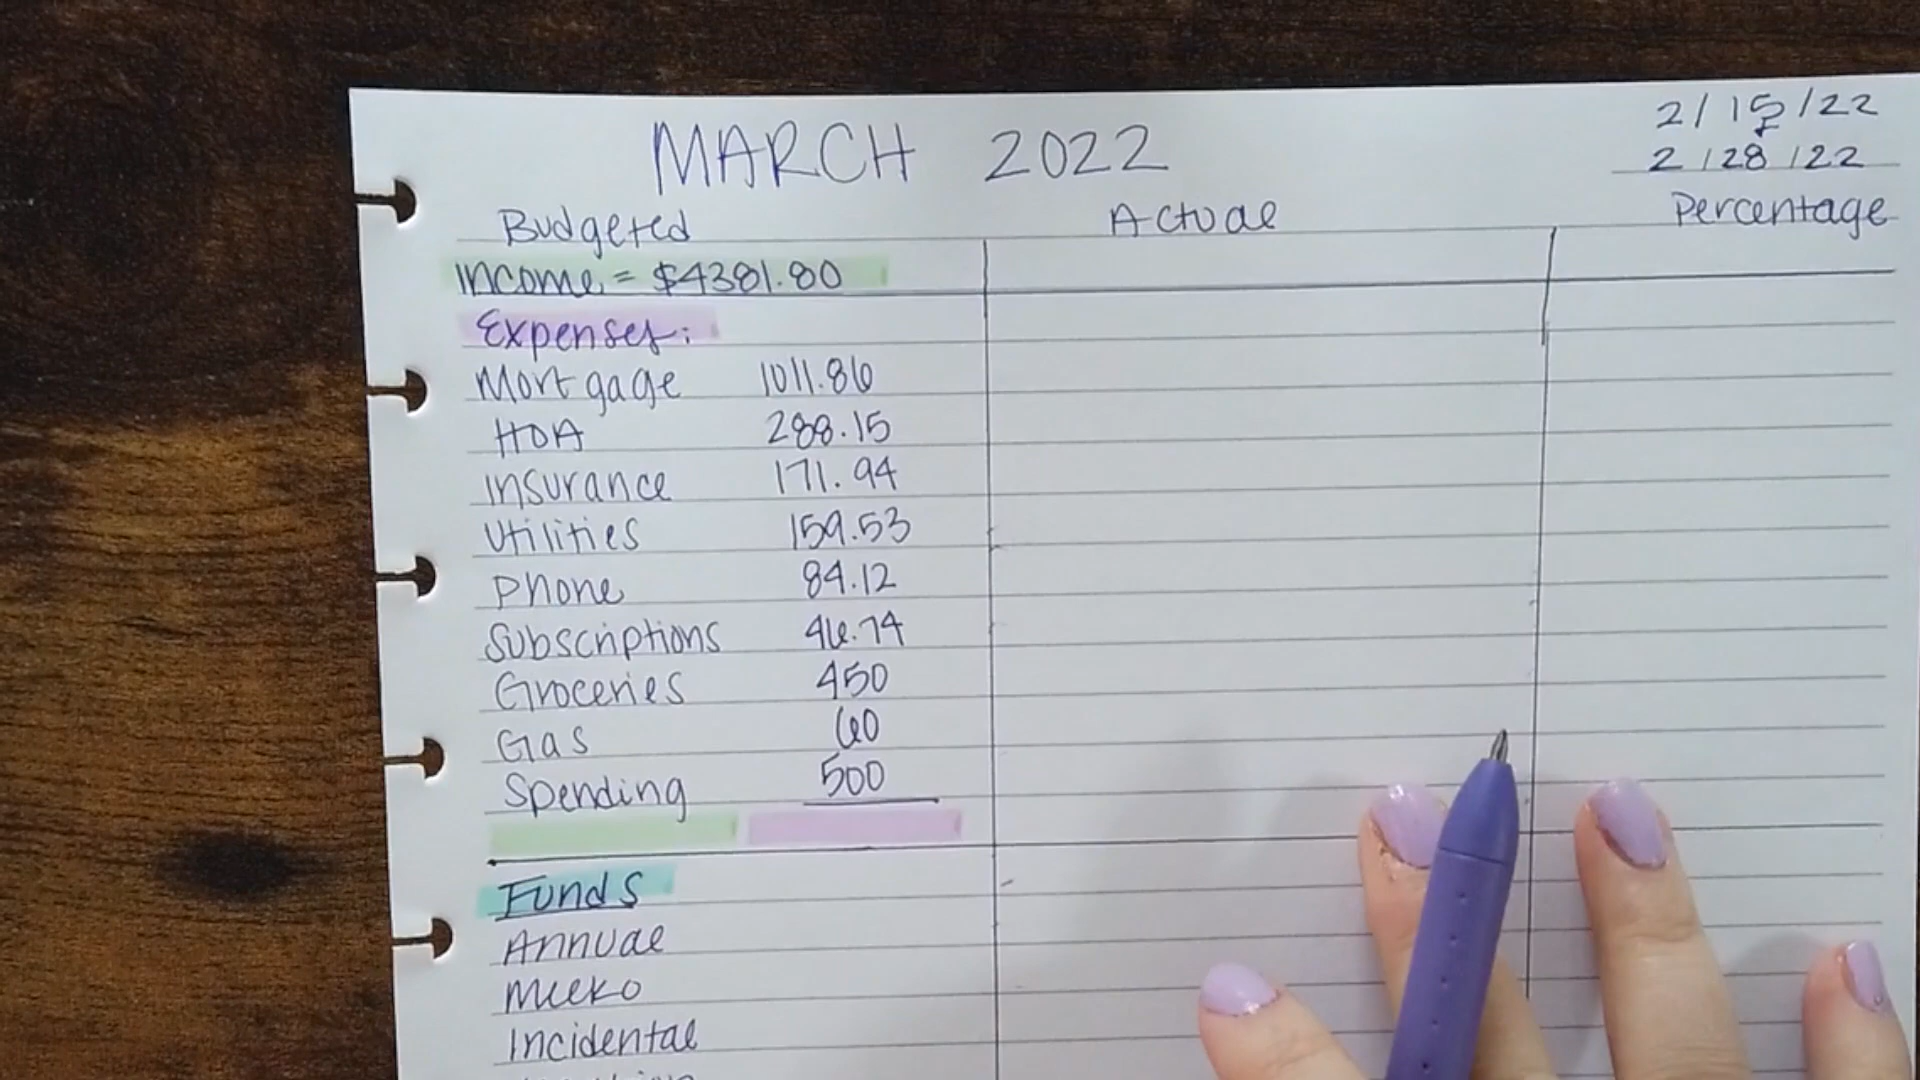 2/15/22
&
MARCH 2022
2/28/22
Budgeted Actual Percentage
Income = $4381.80
Expenses:
Mortgage 1011.86
HOA 288.15
Insurance 171.94
Utilities 159.53
Phone 84.12
Subscriptions 46.74
Groceries 450
Gas 60
Spending 500
Funds
Annual
Meeko
Incidental